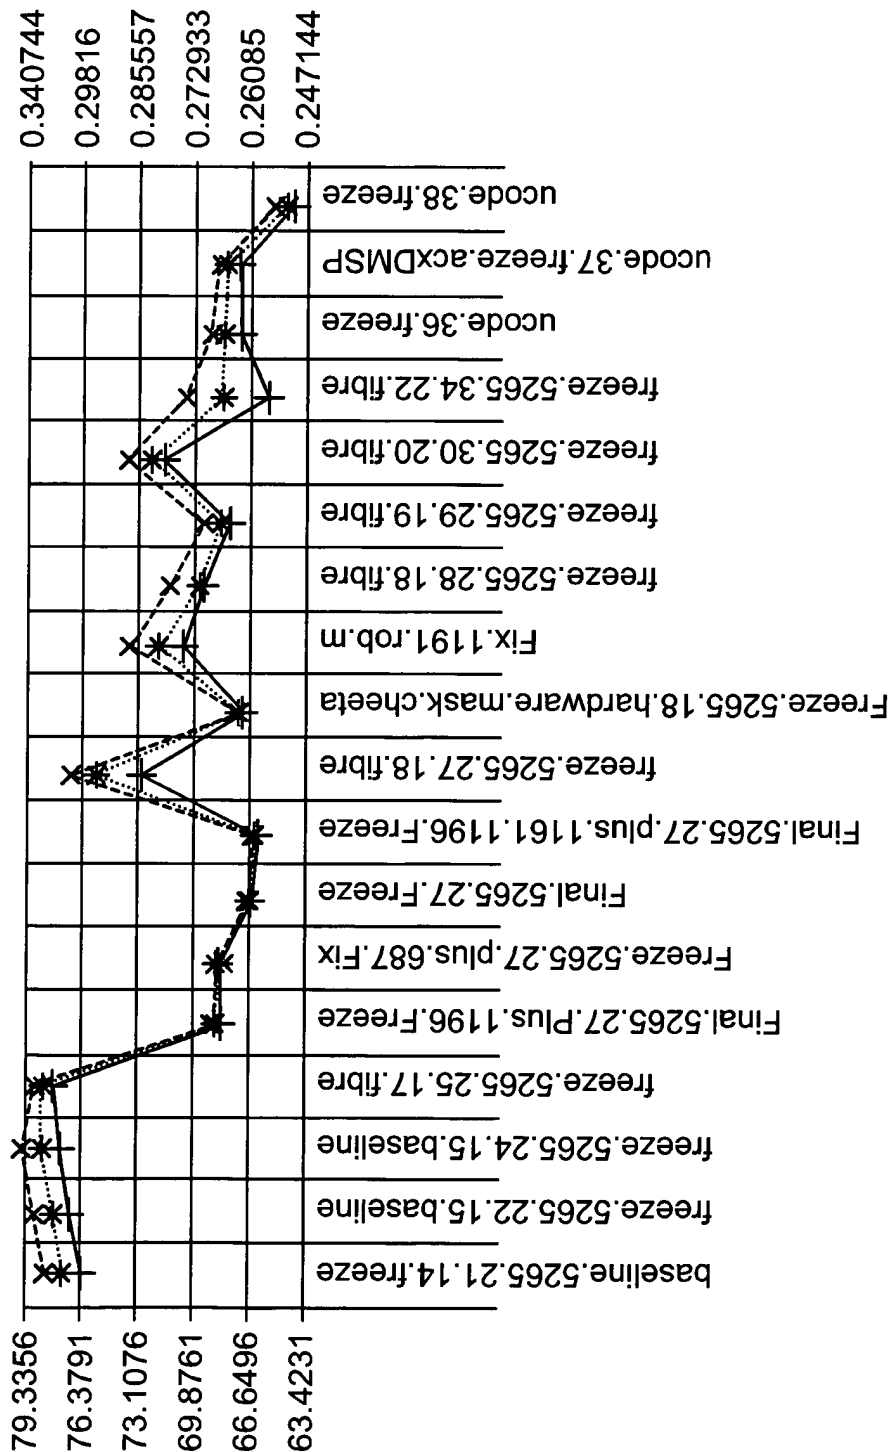 0.340744
0.29816
0.285557
0.272933
0.26085
0.247144
ucode.38.freeze
ucode.37.freeze.acxDMSP
ucode.36.freeze
freeze.5265.34.22.fibre
freeze.5265.30.20.fibre
freeze.5265.29.19.fibre
freeze.5265.28.18.fibre
Fix.1191.rob.m
Freeze.5265.18.hardware.mask.cheeta
freeze.5265.27.18.fibre
Final.5265.27.plus.1161.1196.Freeze
Final.5265.27.Freeze
Freeze.5265.27.plus.687.Fix
Final.5265.27.Plus.1196.Freeze
freeze.5265.25.17.fibre
freeze.5265.24.15.baseline
freeze.5265.22.15.baseline
baseline.5265.21.14.freeze
79.3356
76.3791
73.1076
69.8761
66.6496
63.4231